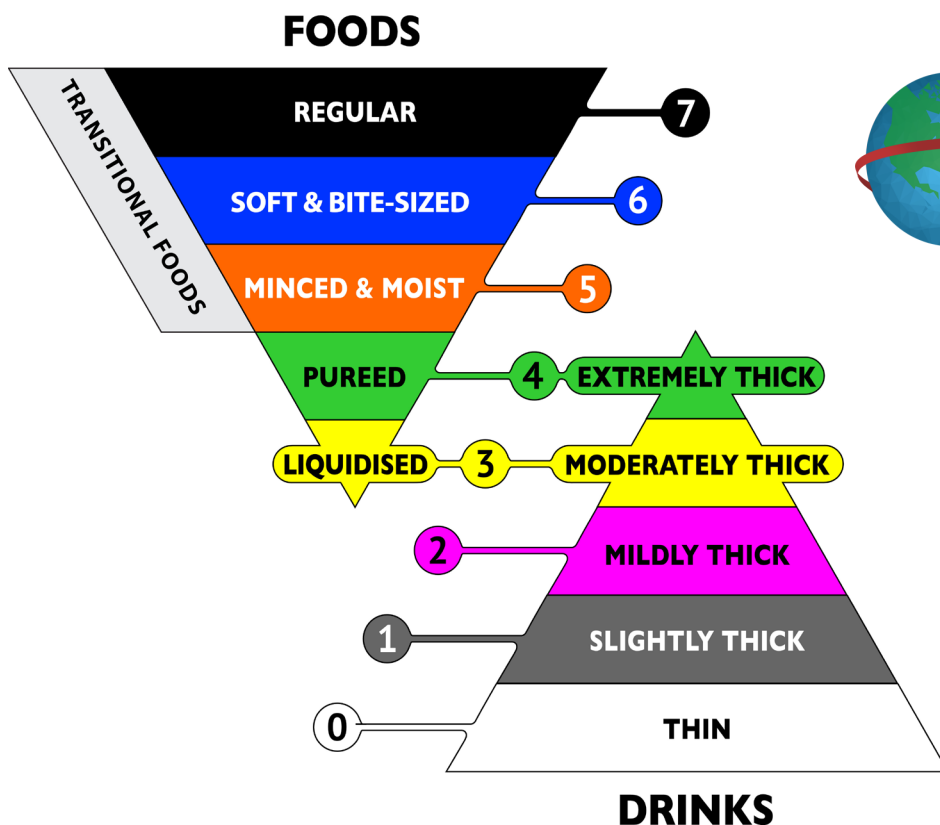 FOODS
TRANSITIONAL FOODS
REGULAR
7
SOFT & BITE-SIZED
6
MINCED & MOIST
5
PUREED
4
EXTREMELY THICK
LIQUIDISED
3
MODERATELY THICK
2
MILDLY THICK
1
SLIGHTLY THICK
0
THIN
DRINKS